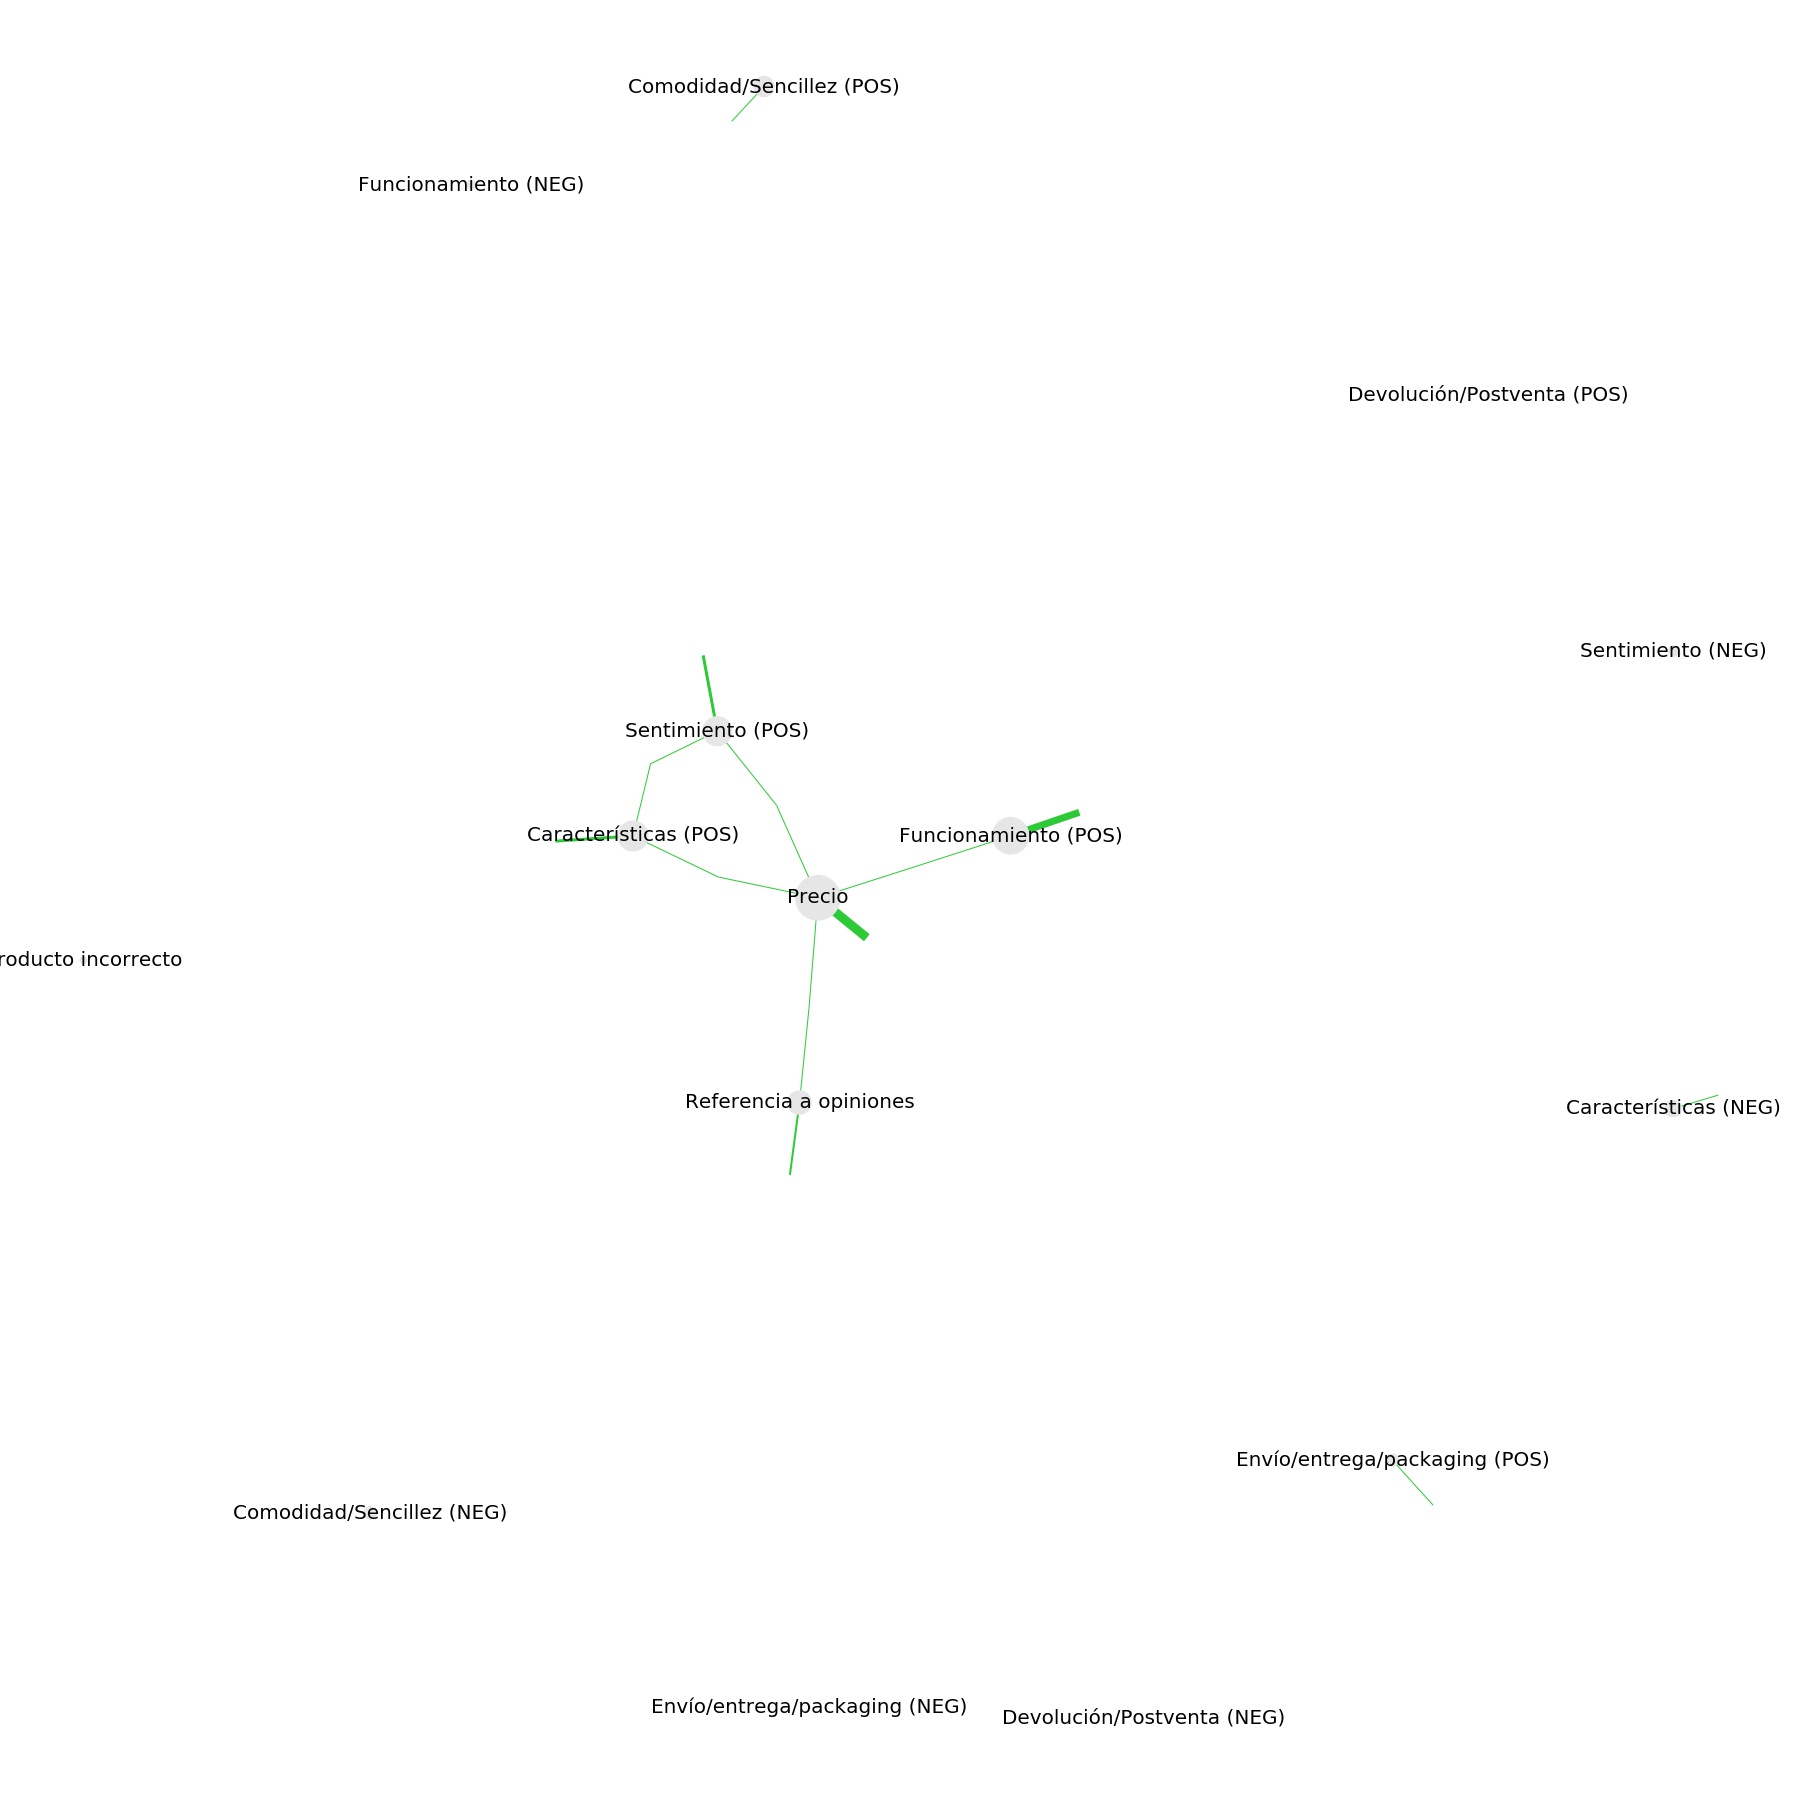 Comodidad/Sencillez (POS)
Funcionamiento (NEG)
Devolución/Postventa (POS)
Sentimiento (NEG)
Sentimiento (POS)
Características (POS)
Funcionamiento (POS)
Precio
roducto incorrecto
Referencia a opiniones
Características (NEG)
Envío/entrega/packaging (POS)
Comodidad/Sencillez (NEG)
Envío/entrega/packaging (NEG)
Devolución/Postventa (NEG)